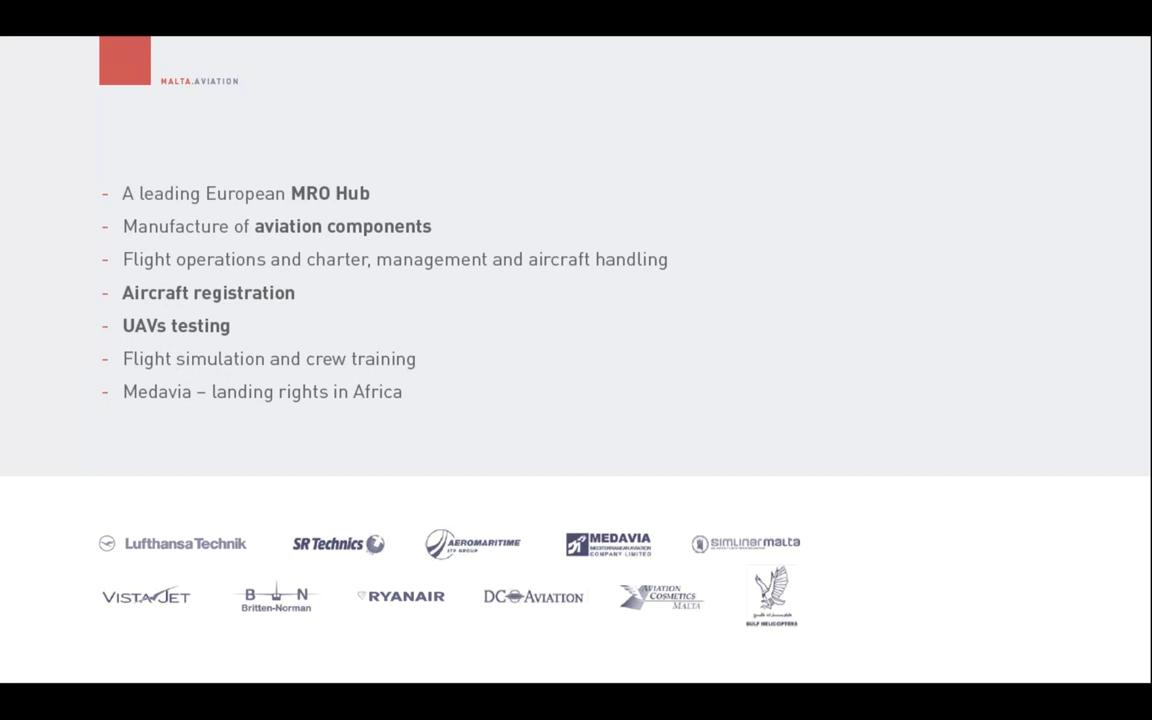 MALTA.AVIATION
- A leading European MRO Hub
- Manufacture of aviation components
- Flight operations and charter, management and aircraft handling
- Aircraft registration
- UAVs testing
- Flight simulation and crew training
- Medavia – landing rights in Africa
Lufthansa Technik
SR Technics
AEROMARITIME
ITP GROUP
MEDAVIA
MEDITERRANEAN AVIATION
COMPANY LIMITED
simlinermalta
VISTAJET
B N
Britten-Norman
RYANAIR
DC AVIATION
AVIATION
COSMETICS
MALTA
GULF HELICOPTERS